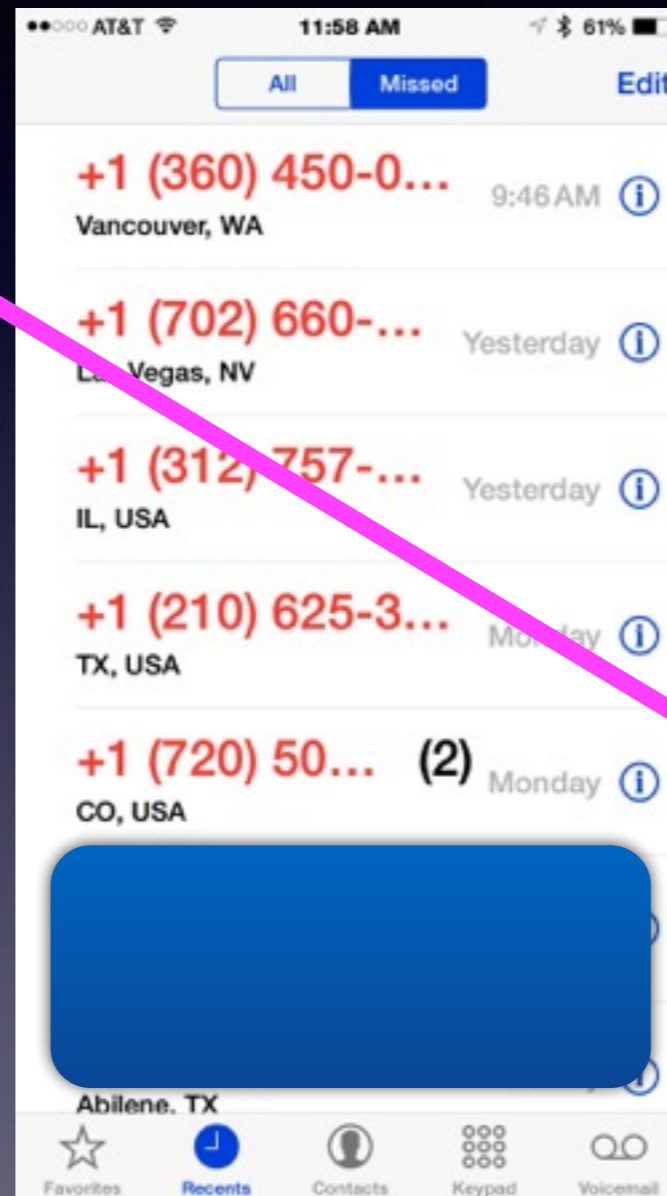 AT&T 11:58 AM 61%
All Missed Edit
+1 (360) 450-0... 9:46 AM
Vancouver, WA
+1 (702) 660-... Yesterday
Las Vegas, NV
+1 (312) 757-... Yesterday
IL, USA
+1 (210) 625-3... Monday
TX, USA
+1 (720) 50... (2) Monday
CO, USA
Abilene, TX
Favorites Recents Contacts Keypad Voicemail